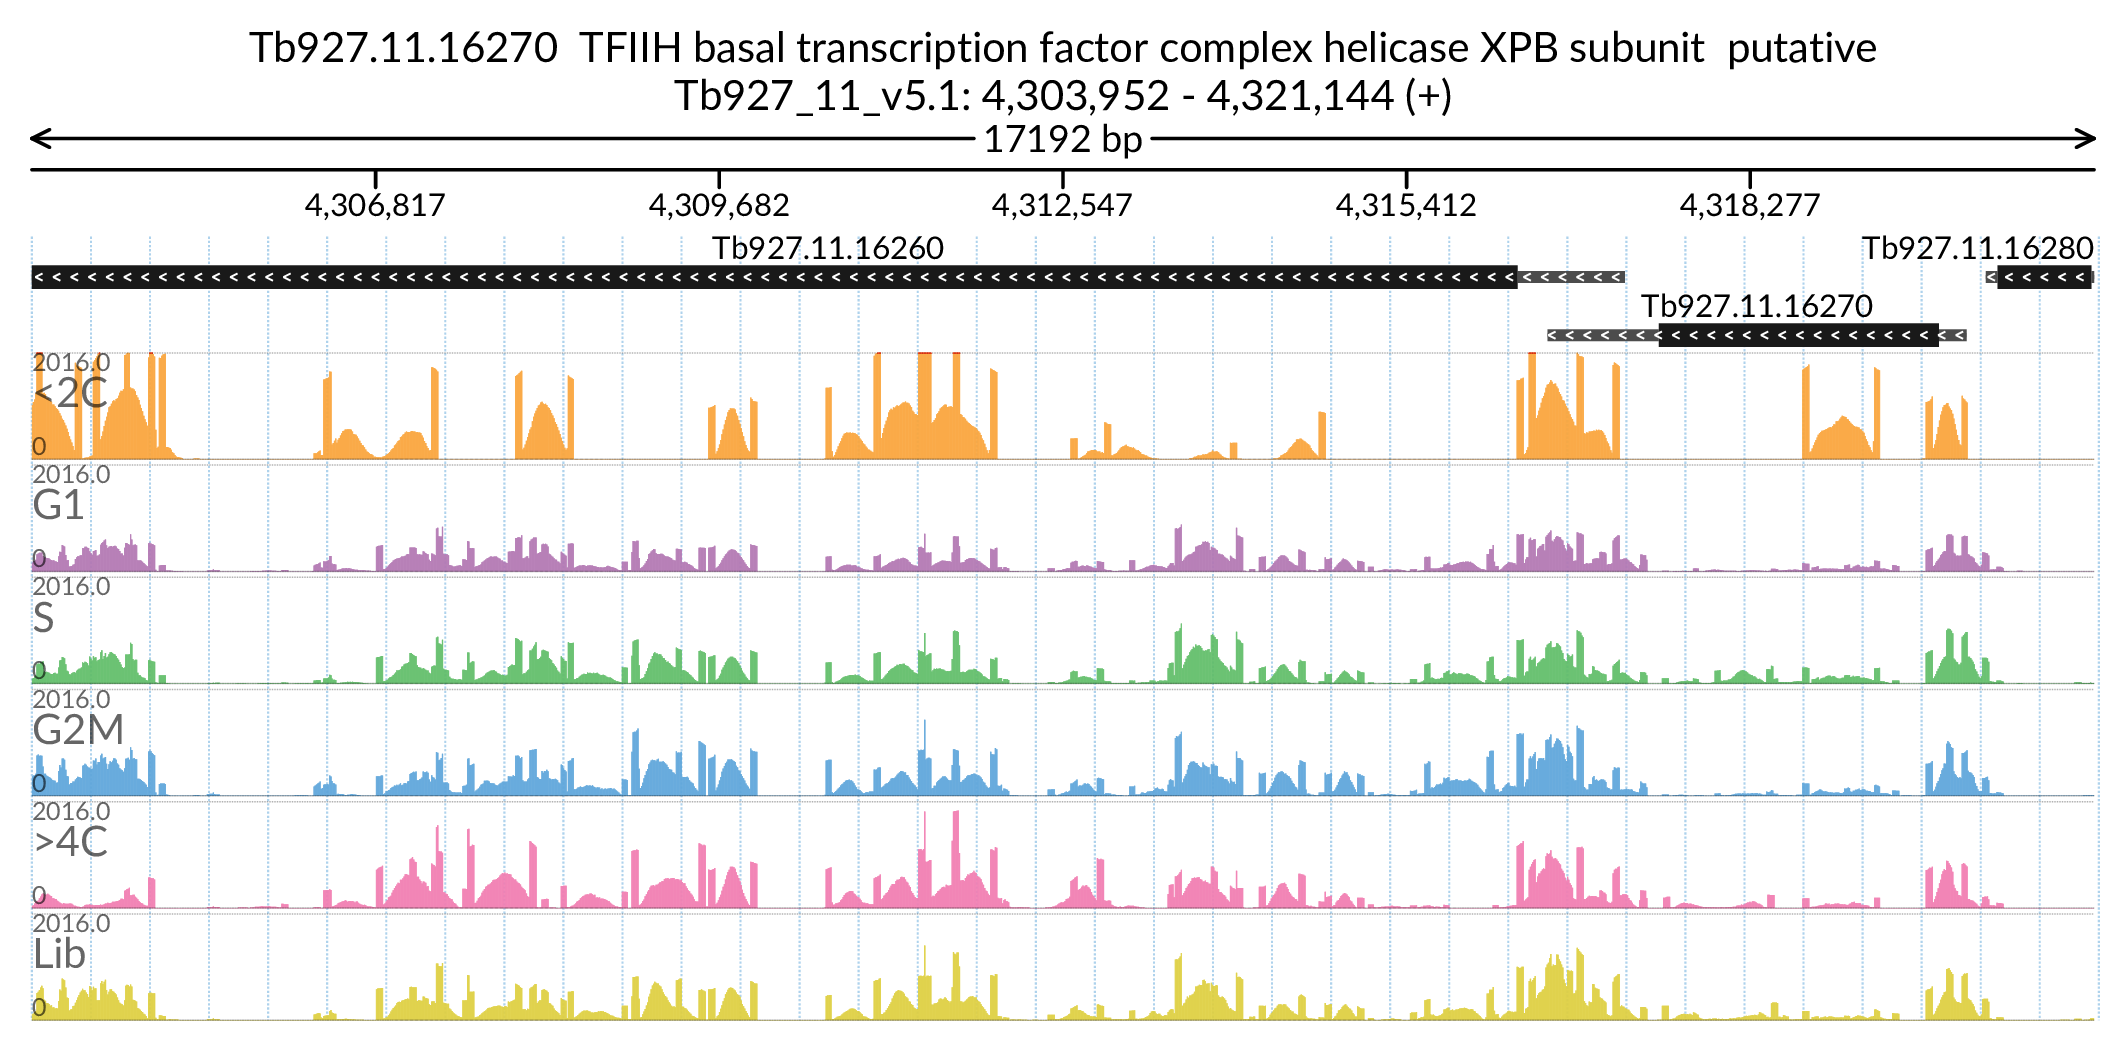 Tb927.11.16270 TFIIH basal transcription factor complex helicase XPB subunit putative
Tb927_11_v5.1: 4,303,952 - 4,321,144 (+)
17192 bp
4,306,817 4,309,682 4,312,547 4,315,412 4,318,277
Tb927.11.16260 Tb927.11.16280
Tb927.11.16270
2016.0
<2C
0
2016.0
G1
0
2016.0
S
0
2016.0
G2M
0
2016.0
>4C
0
2016.0
Lib
0